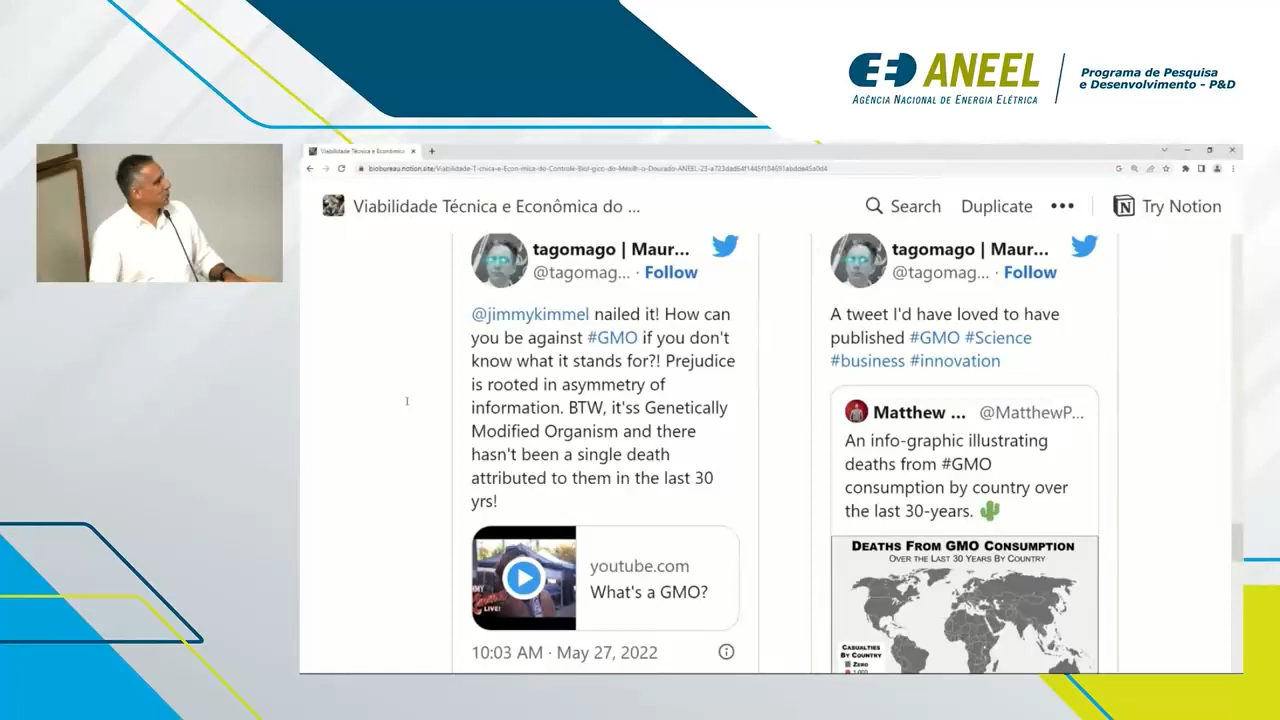 ANEEL
AGÊNCIA NACIONAL DE ENERGIA ELÉTRICA
Programa de Pesquisa
e Desenvolvimento - P&D
Viabilidade Técnica e Econômica
Viabilidade Técnica e Econômica do ...
Search
Duplicate
•••
Try Notion
tagomago | Maur...
@tagomag... · Follow
@jimmykimmel nailed it! How can
you be against #GMO if you don't
know what it stands for?! Prejudice
is rooted in asymmetry of
information. BTW, it'ss Genetically
Modified Organism and there
hasn't been a single death
attributed to them in the last 30
yrs!
LIVE!
youtube.com
What's a GMO?
10:03 AM · May 27, 2022
tagomago | Maur...
@tagomag... · Follow
A tweet I'd have loved to have
published #GMO #Science
#business #innovation
Matthew ... @MatthewP...
An info-graphic illustrating
deaths from #GMO
consumption by country over
the last 30-years.
DEATHS FROM GMO CONSUMPTION
OVER THE LAST 30 YEARS BY COUNTRY
CASUALTIES
BY COUNTRY
ZERO